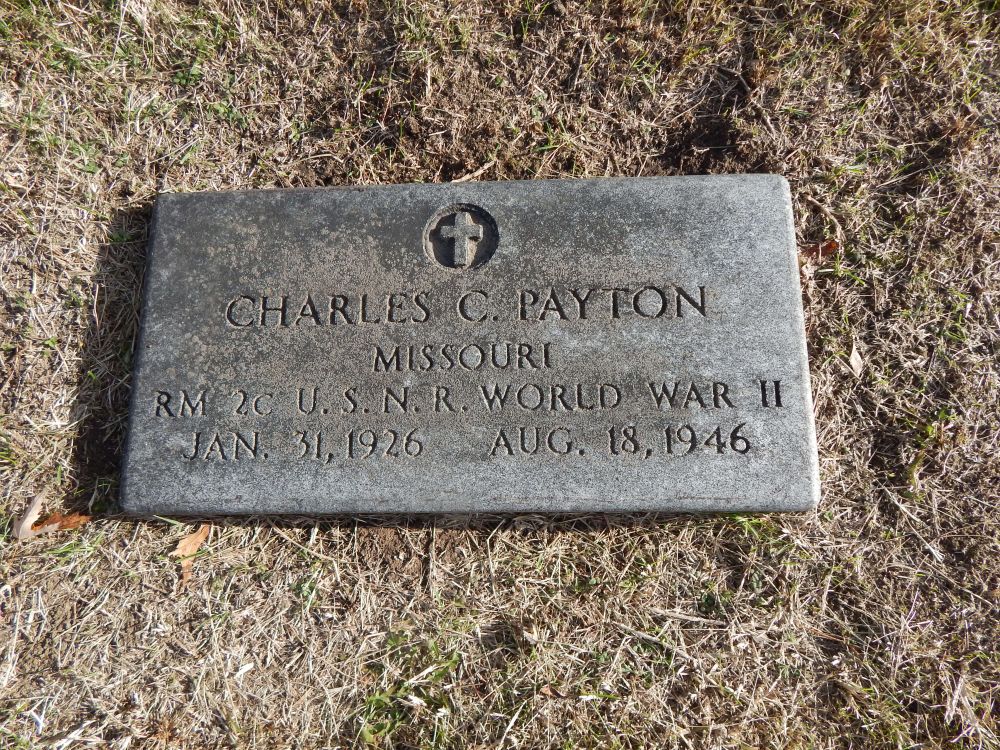 CHARLES C. PAYTON
MISSOURI
RM 2C U.S.N.R. WORLD WAR II
JAN. 31, 1926 AUG. 18, 1946